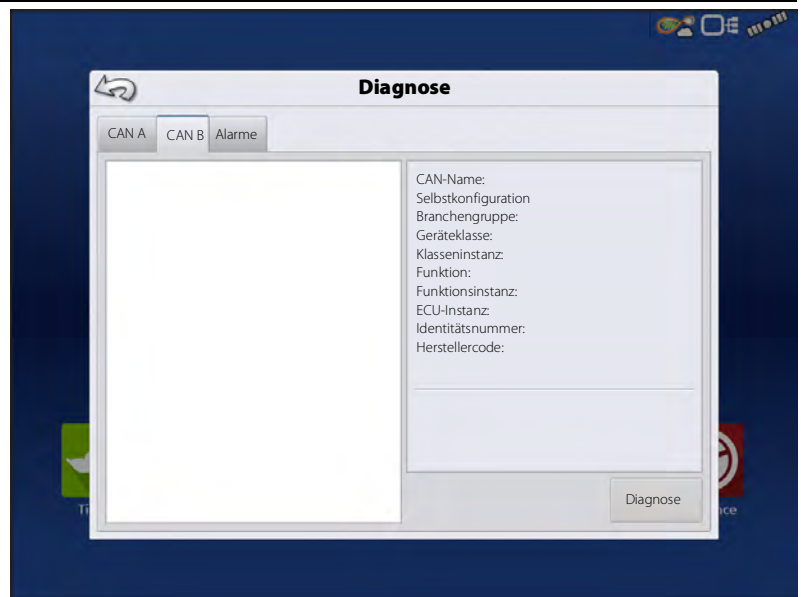 Diagnose
CAN A
CAN B
Alarme
CAN-Name:
Selbstkonfiguration
Branchengruppe:
Geräteklasse:
Klasseninstanz:
Funktion:
Funktionsinstanz:
ECU-Instanz:
Identitätsnummer:
Herstellercode:
Diagnose